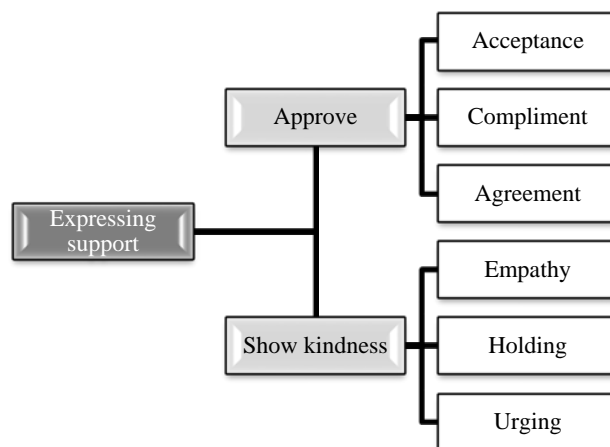 Expressing
support
Approve
Acceptance
Compliment
Agreement
Show kindness
Empathy
Holding
Urging